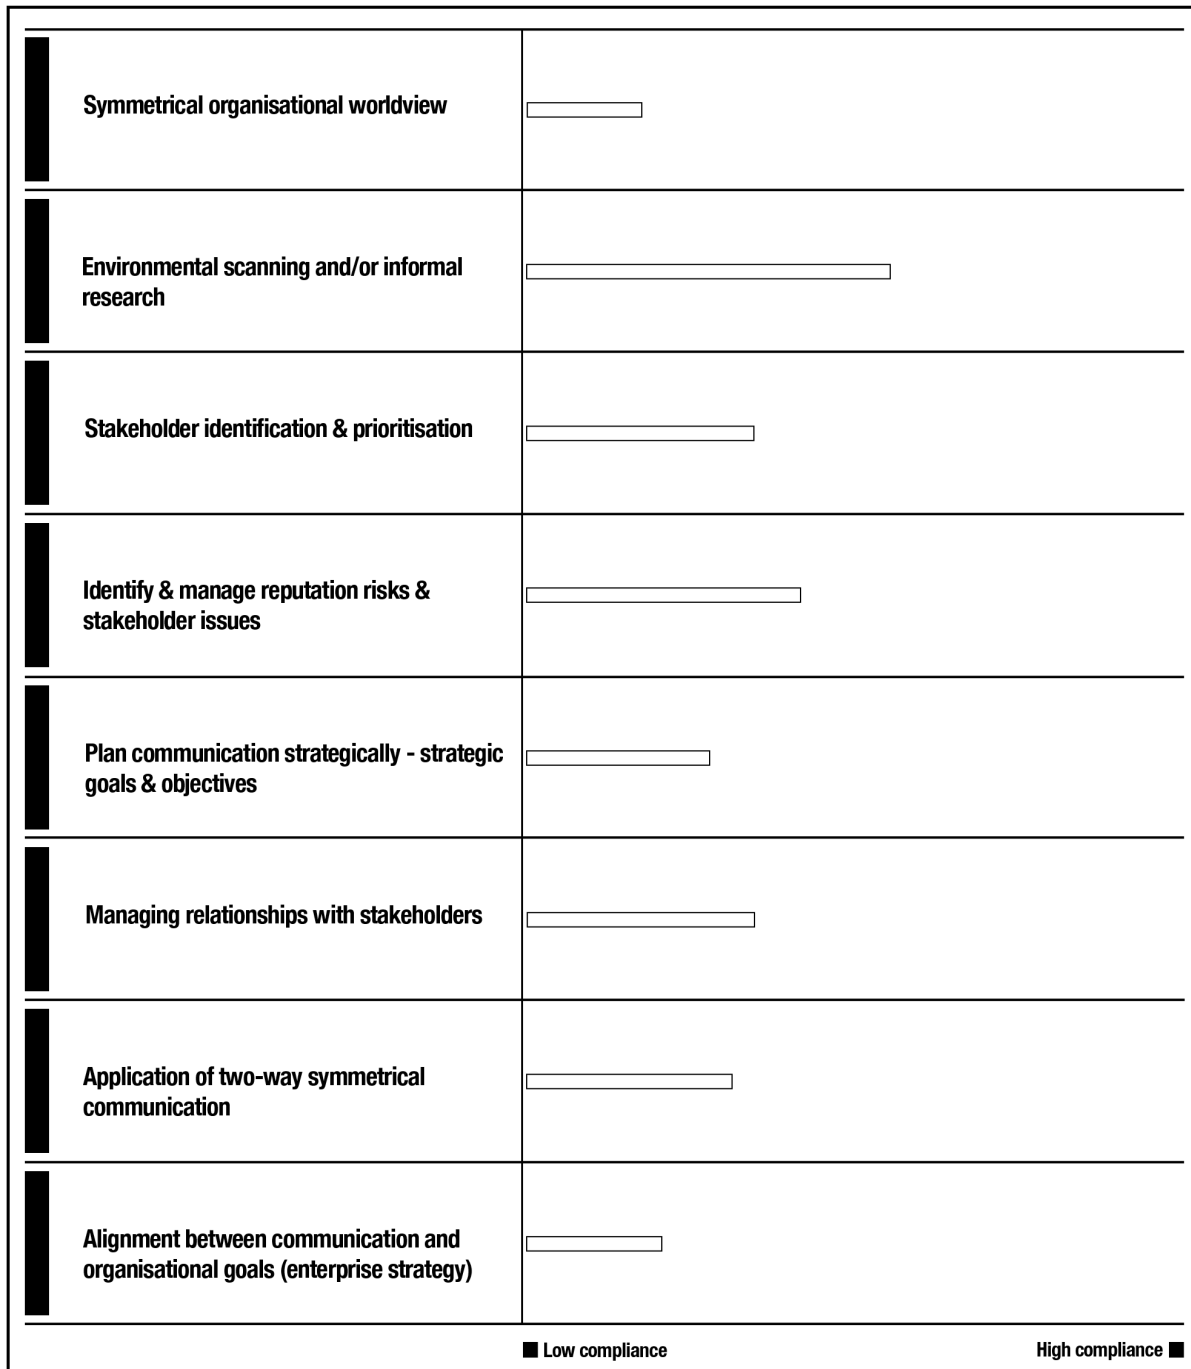 Symmetrical organisational worldview
Environmental scanning and/or informal
research
Stakeholder identification & prioritisation
Identify & manage reputation risks &
stakeholder issues
Plan communication strategically - strategic
goals & objectives
Managing relationships with stakeholders
Application of two-way symmetrical
communication
Alignment between communication and
organisational goals (enterprise strategy)
Low compliance
High compliance